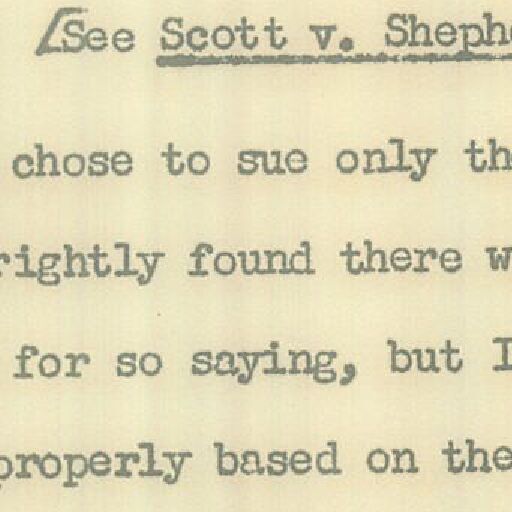 [See Scott v. Sheph
chose to sue only th
rightly found there w
for so saying, but I
properly based on the